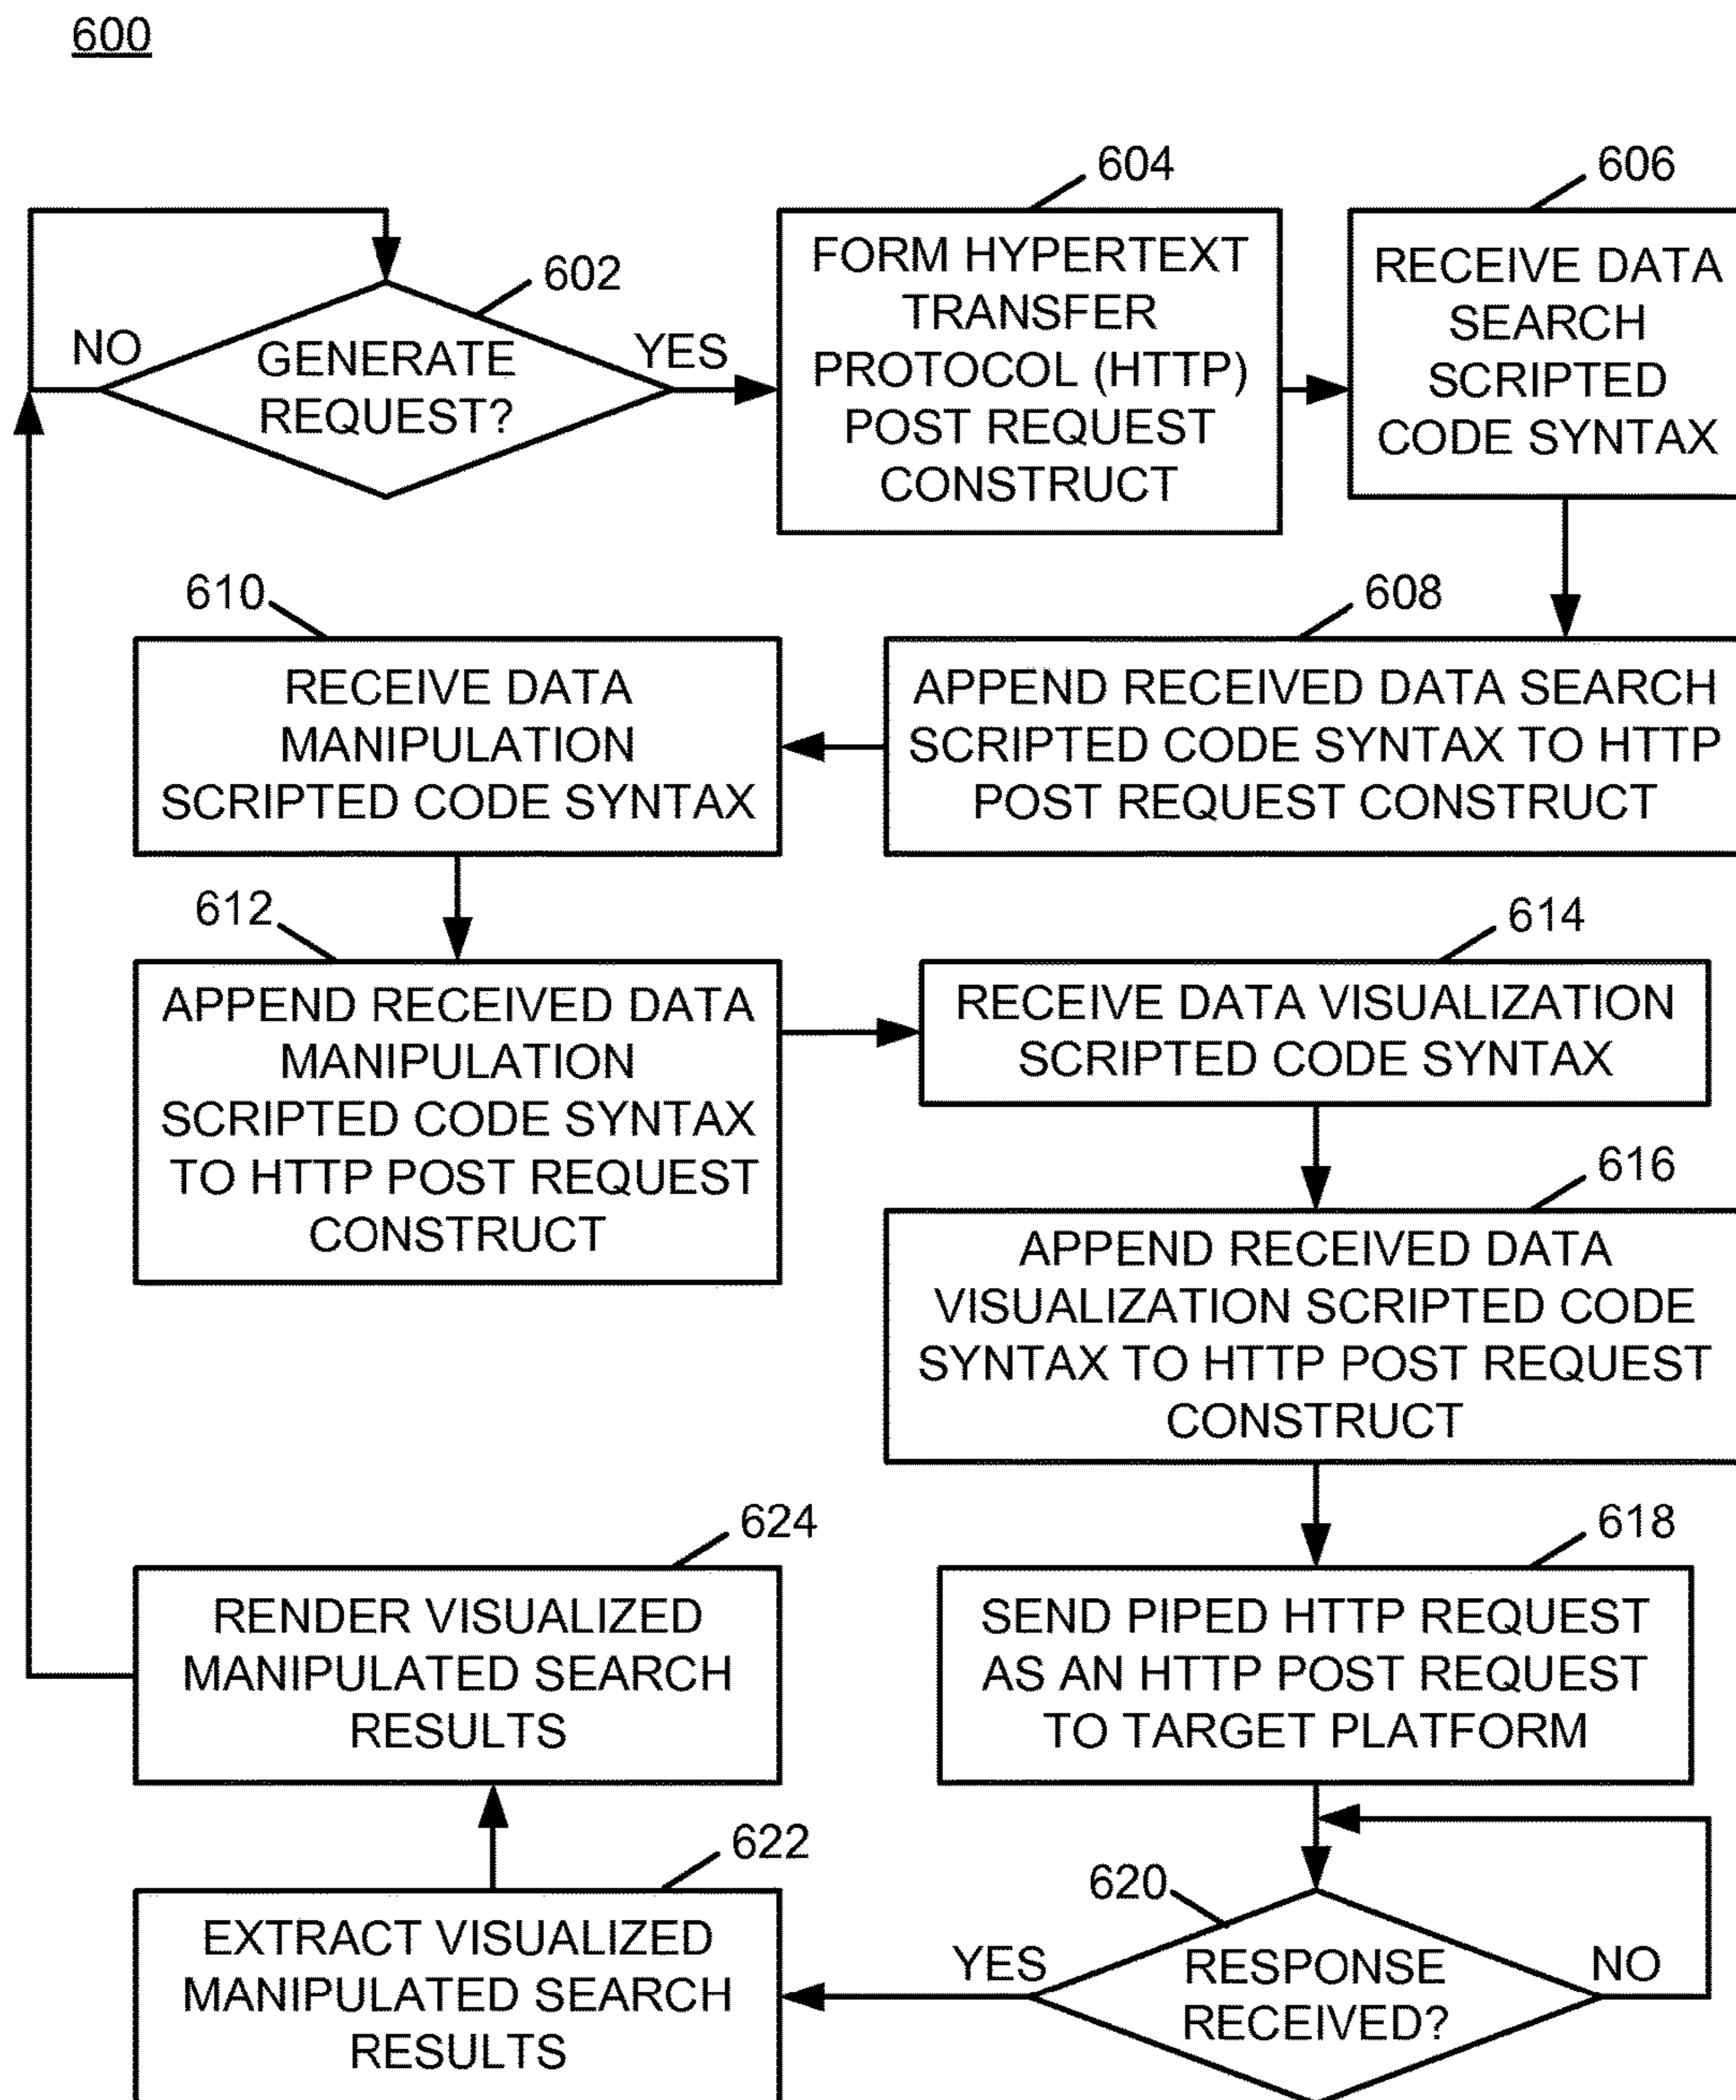 600
602
NO
GENERATE
REQUEST?
YES
604
FORM HYPERTEXT
TRANSFER
PROTOCOL (HTTP)
POST REQUEST
CONSTRUCT
606
RECEIVE DATA
SEARCH
SCRIPTED
CODE SYNTAX
608
APPEND RECEIVED DATA SEARCH
SCRIPTED CODE SYNTAX TO HTTP
POST REQUEST CONSTRUCT
610
RECEIVE DATA
MANIPULATION
SCRIPTED CODE SYNTAX
612
APPEND RECEIVED DATA
MANIPULATION
SCRIPTED CODE SYNTAX
TO HTTP POST REQUEST
CONSTRUCT
614
RECEIVE DATA VISUALIZATION
SCRIPTED CODE SYNTAX
616
APPEND RECEIVED DATA
VISUALIZATION SCRIPTED CODE
SYNTAX TO HTTP POST REQUEST
CONSTRUCT
618
SEND PIPED HTTP REQUEST
AS AN HTTP POST REQUEST
TO TARGET PLATFORM
620
RESPONSE
RECEIVED?
NO
YES
622
EXTRACT VISUALIZED
MANIPULATED SEARCH
RESULTS
624
RENDER VISUALIZED
MANIPULATED SEARCH
RESULTS